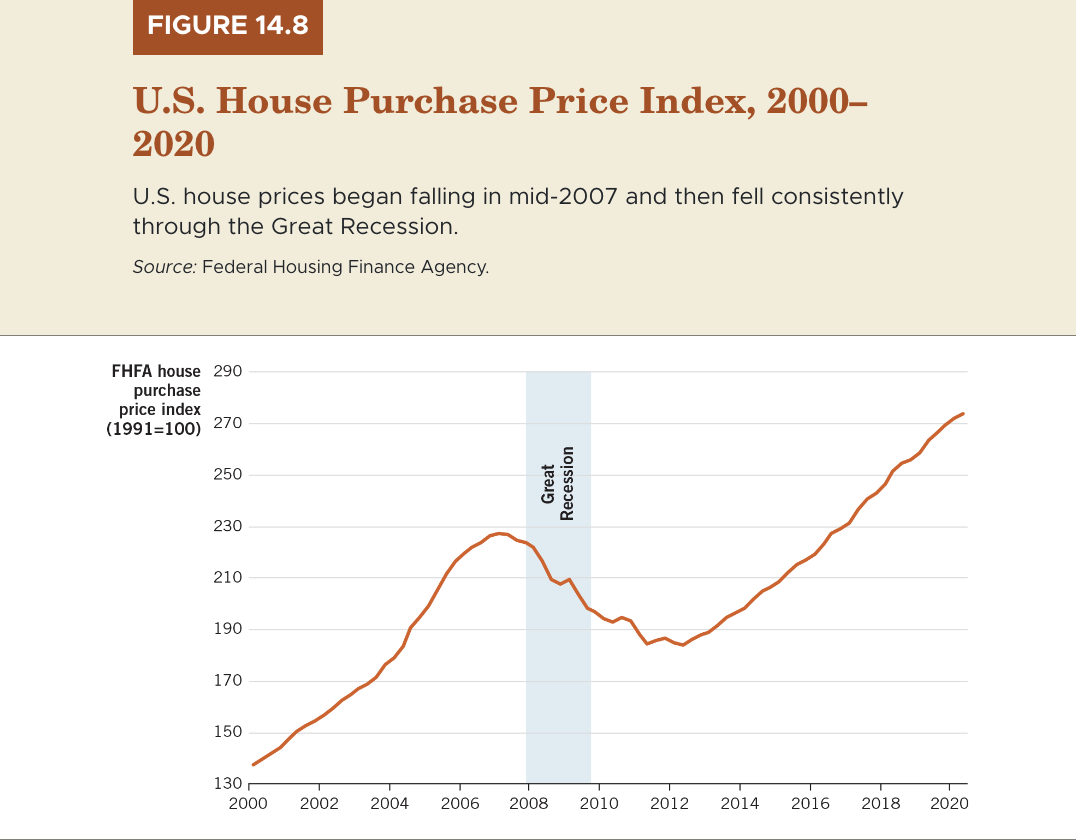 FIGURE 14.8
U.S. House Purchase Price Index, 2000–
2020
U.S. house prices began falling in mid-2007 and then fell consistently
through the Great Recession.
Source: Federal Housing Finance Agency.
FHFA house
purchase
price index
(1991=100)
290
270
250
230
210
190
170
150
130
Great
Recession
2000 2002 2004 2006 2008 2010 2012 2014 2016 2018 2020